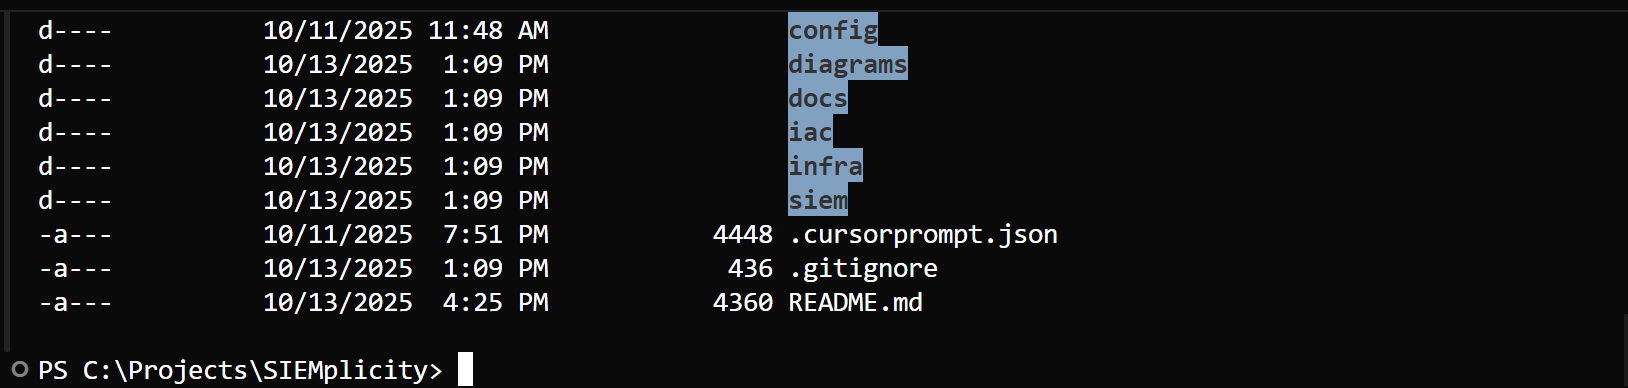 d----          10/11/2025 11:48 AM                config
d----          10/13/2025  1:09 PM                diagrams
d----          10/13/2025  1:09 PM                docs
d----          10/13/2025  1:09 PM                iac
d----          10/13/2025  1:09 PM                infra
d----          10/13/2025  1:09 PM                siem
-a---          10/11/2025  7:51 PM           4448 .cursorprompt.json
-a---          10/13/2025  1:09 PM            436 .gitignore
-a---          10/13/2025  4:25 PM           4360 README.md
PS C:\Projects\SIEMplicity>